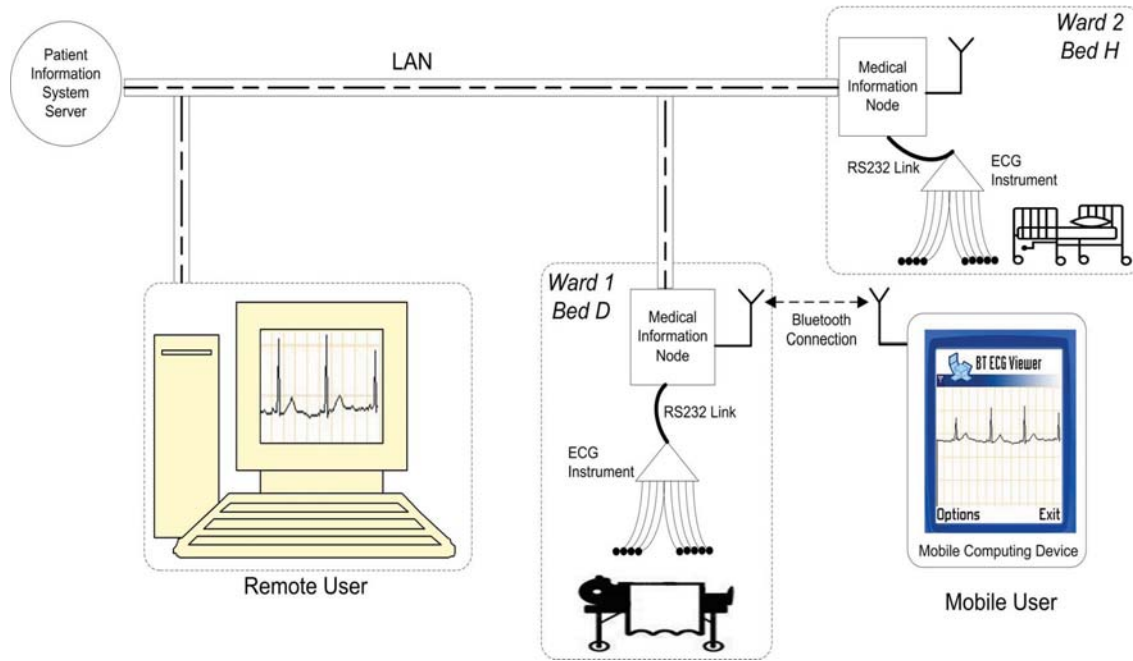 Patient
Information
System
Server
LAN
Ward 2
Bed H
Medical
Information
Node
RS232 Link
ECG
Instrument
Ward 1
Bed D
Medical
Information
Node
Bluetooth
Connection
RS232 Link
ECG
Instrument
BT ECG Viewer
Options Exit
Mobile Computing Device
Remote User
Mobile User